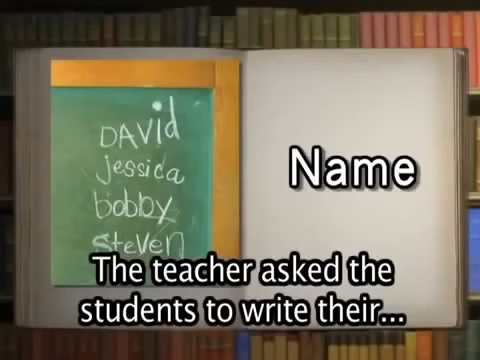 DAVid
jessica
bobby
steven
Name
The teacher asked the
students to write their...